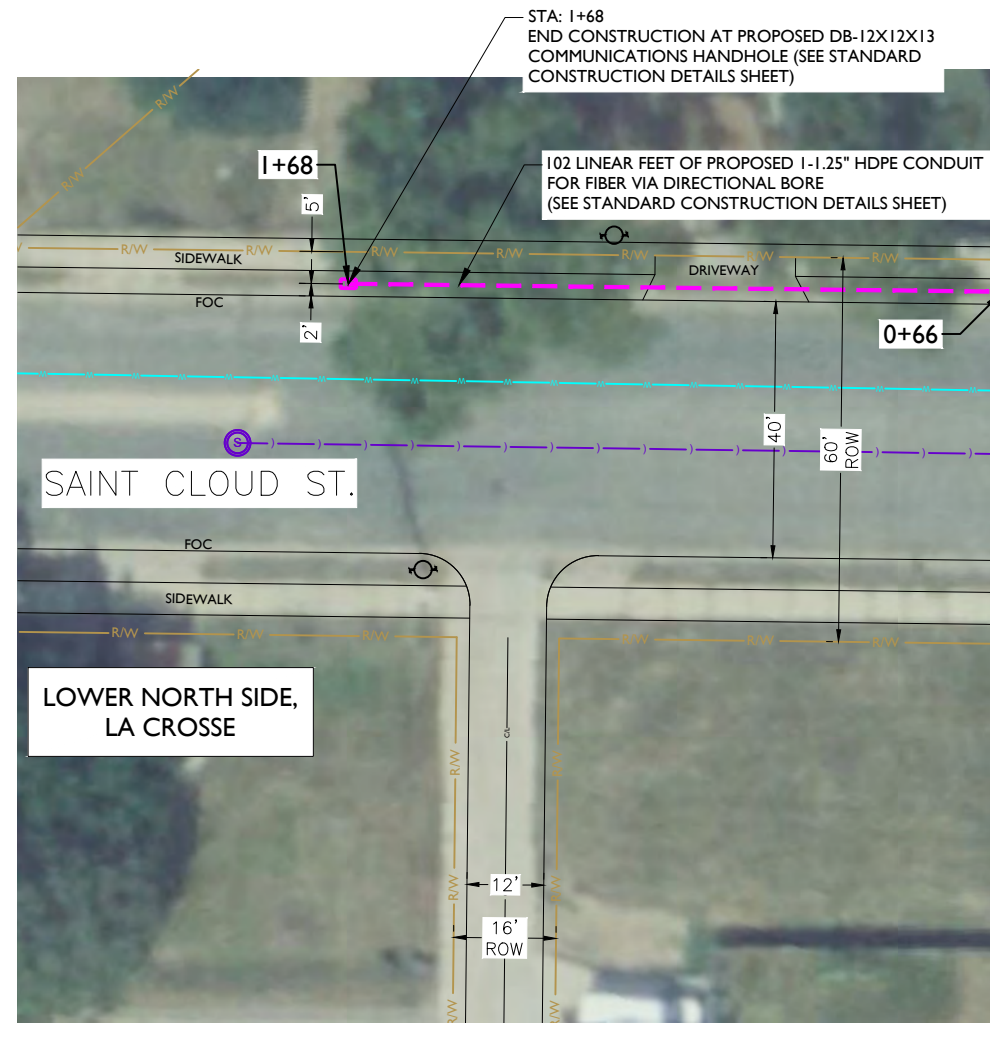 STA: 1+68
END CONSTRUCTION AT PROPOSED DB-12X12X13
COMMUNICATIONS HANDHOLE (SEE STANDARD
CONSTRUCTION DETAILS SHEET)
R/W
R/W
1+68
102 LINEAR FEET OF PROPOSED 1-1.25" HDPE CONDUIT
FOR FIBER VIA DIRECTIONAL BORE
(SEE STANDARD CONSTRUCTION DETAILS SHEET)
5'
R/W R/W R/W R/W R/W R/W
SIDEWALK
DRIVEWAY
FOC
2'
0+66
W W W W W W W W W W W W
40'
60'
ROW
S
SAINT CLOUD ST.
FOC
SIDEWALK
R/W R/W R/W R/W R/W R/W
LOWER NORTH SIDE,
LA CROSSE
C/L
R/W R/W
R/W R/W
12'
16'
ROW
R/W R/W